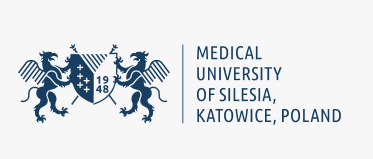 19
48
MEDICAL
UNIVERSITY
OF SILESIA,
KATOWICE, POLAND